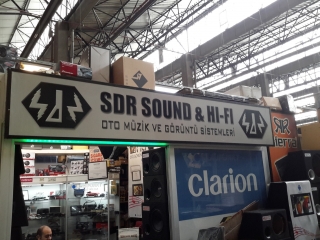 SDR SOUND & HI-FI
OTO MÜZİK VE GÖRÜNTÜ SİSTEMLERİ
Clarion